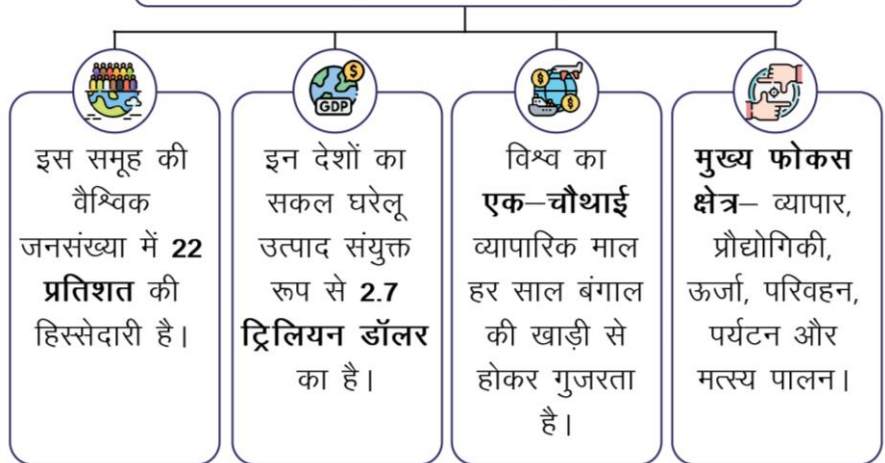 इस समूह की
वैश्विक
जनसंख्या में 22
प्रतिशत की
हिस्सेदारी है।
GDP
इन देशों का
सकल घरेलू
उत्पाद संयुक्त
रूप से 2.7
ट्रिलियन डॉलर
का है।
विश्व का
एक–चौथाई
व्यापारिक माल
हर साल बंगाल
की खाड़ी से
होकर गुजरता
है।
मुख्य फोकस
क्षेत्र– व्यापार,
प्रौद्योगिकी,
ऊर्जा, परिवहन,
पर्यटन और
मत्स्य पालन।